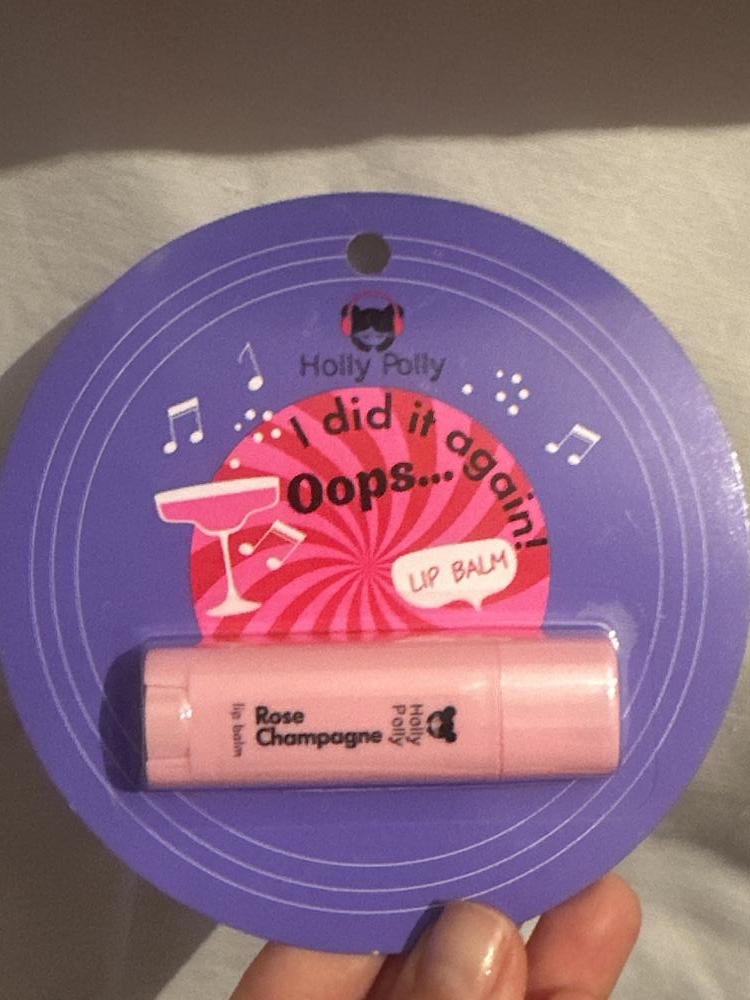 Holly Polly
I did it again!
Oops...
LIP BALM
Rose
Champagne
lip balm
Holly
Polly